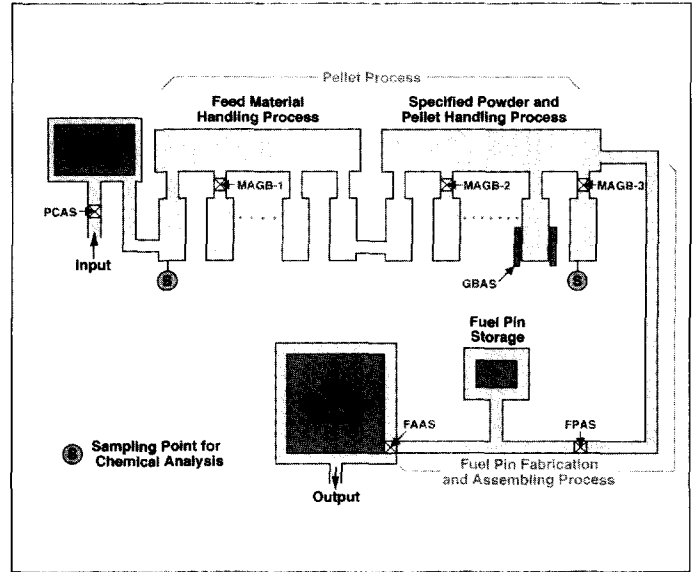 Pellet Process
Feed Material
Handling Process
Specified Powder and
Pellet Handling Process
MAGB-1
MAGB-2
MAGB-3
PCAS
Input
S
GBAS
S
Fuel Pin
Storage
FAAS
FPAS
S
Sampling Point for
Chemical Analysis
Fuel Pin Fabrication
and Assembling Process
Output